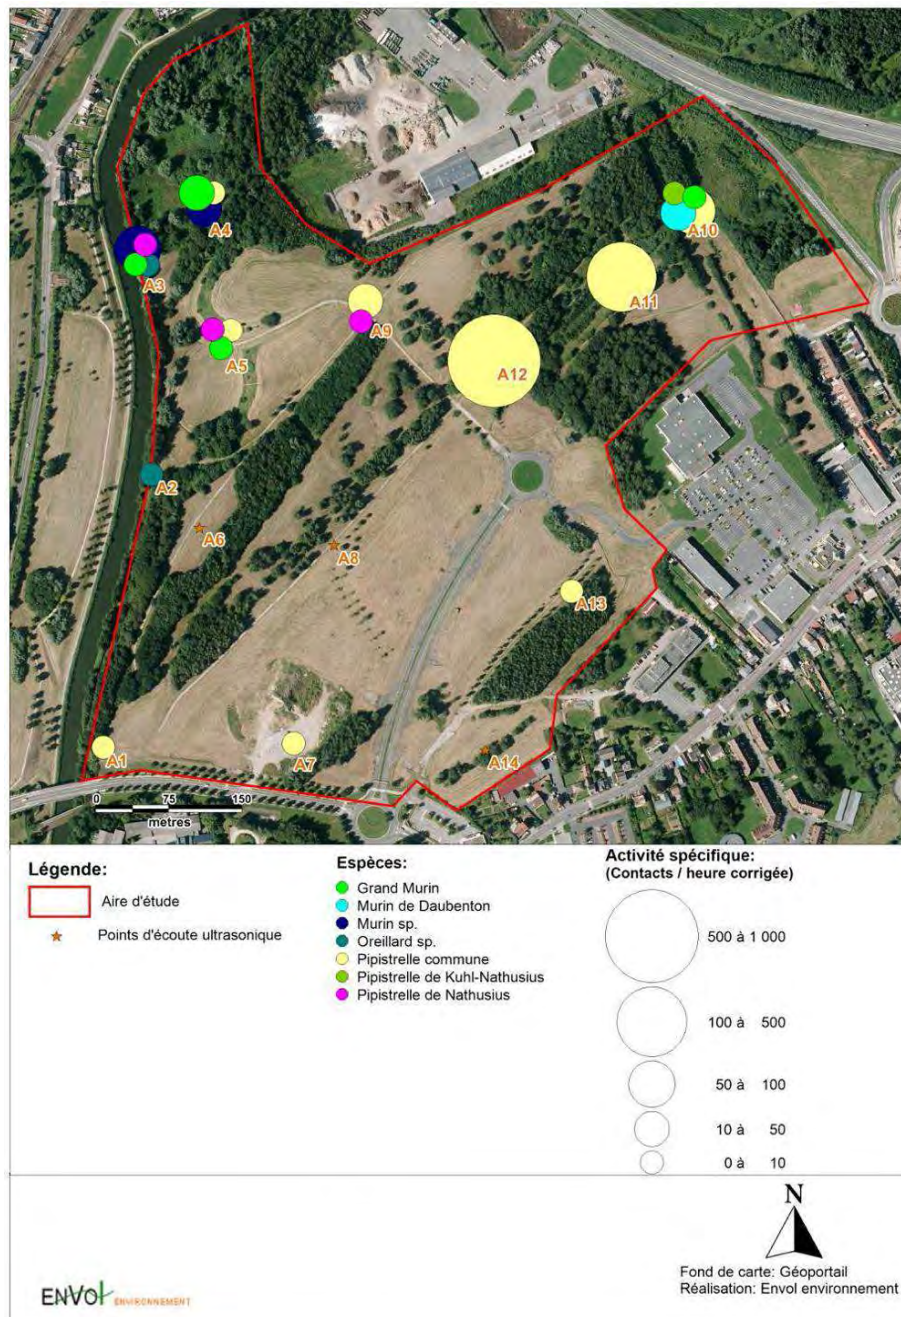 A4
A10
A3
A11
A9
A5
A12
A2
A6
A8
A13
A1
A7
A14
0 75 150
metres
Légende:
Aire d'étude
Points d'écoute ultrasonique
Espèces:
Grand Murin
Murin de Daubenton
Murin sp.
Oreillard sp.
Pipistrelle commune
Pipistrelle de Kuhl-Nathusius
Pipistrelle de Nathusius
Activité spécifique:
(Contacts / heure corrigée)
500 à 1 000
100 à 500
50 à 100
10 à 50
0 à 10
N
Fond de carte: Géoportail
Réalisation: Envol environnement
ENVOl ENVIRONNEMENT